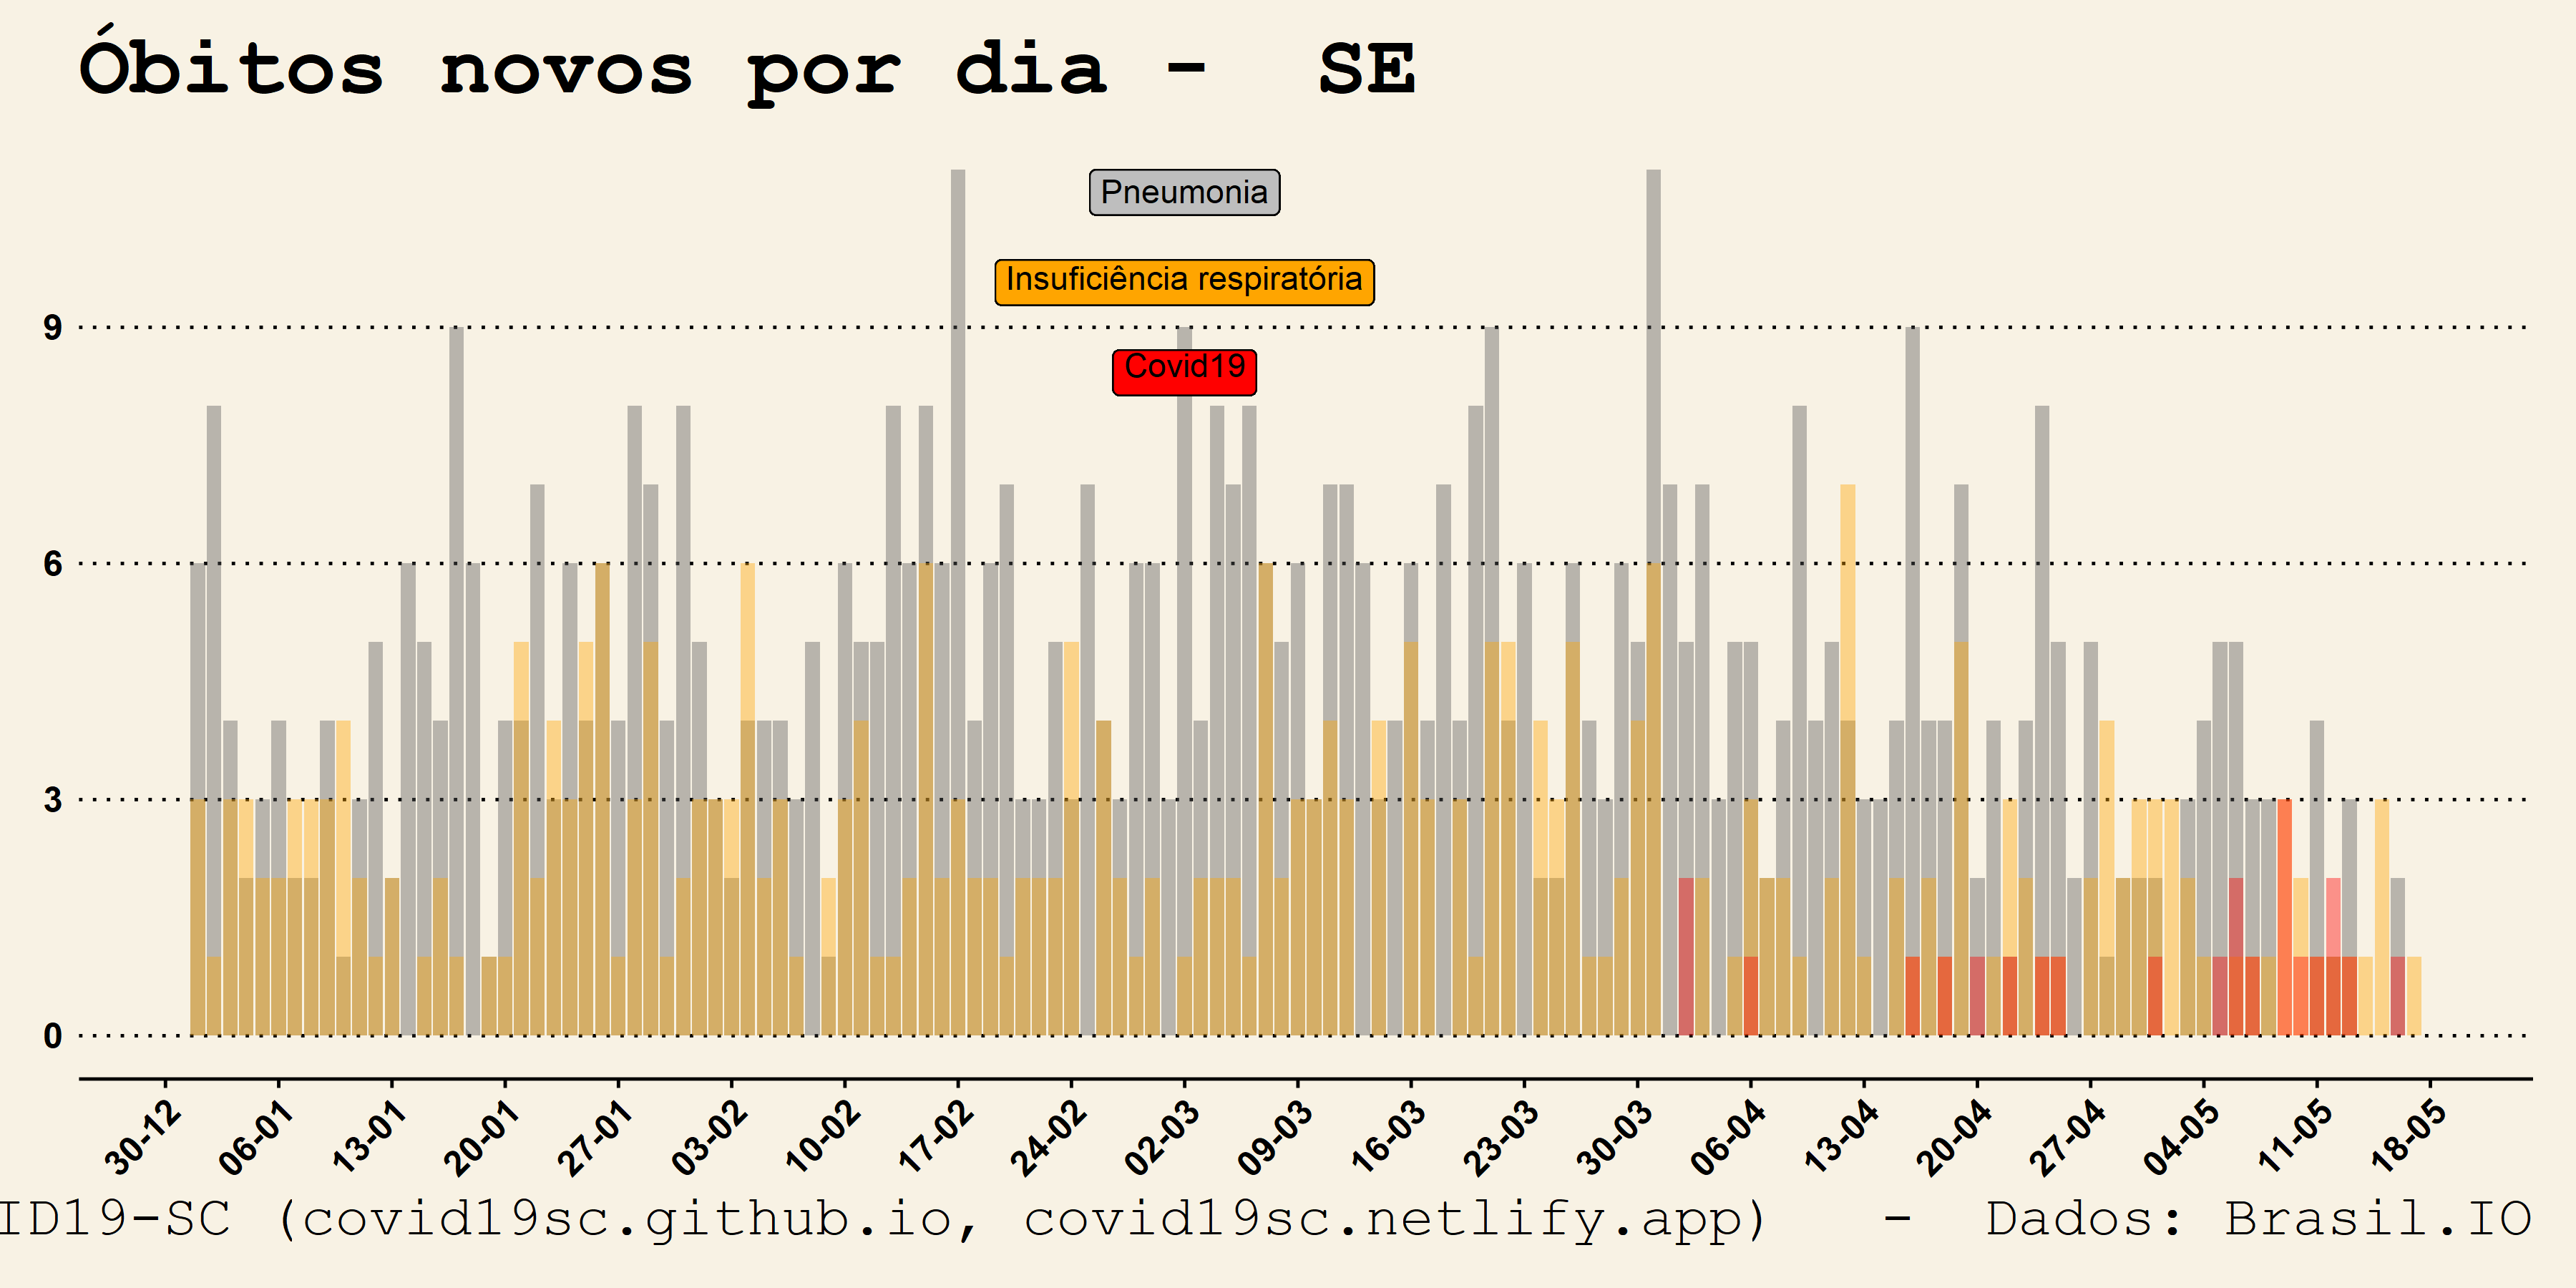 Óbitos novos por dia - SE
Pneumonia
Insuficiência respiratória
9
Covid19
6
3
0
30-12 06-01 13-01 20-01 27-01 03-02 10-02 17-02 24-02 02-03 09-03 16-03 23-03 30-03 06-04 13-04 20-04 27-04 04-05 11-05 18-05
ID19-SC (covid19sc.github.io, covid19sc.netlify.app) - Dados: Brasil.IO